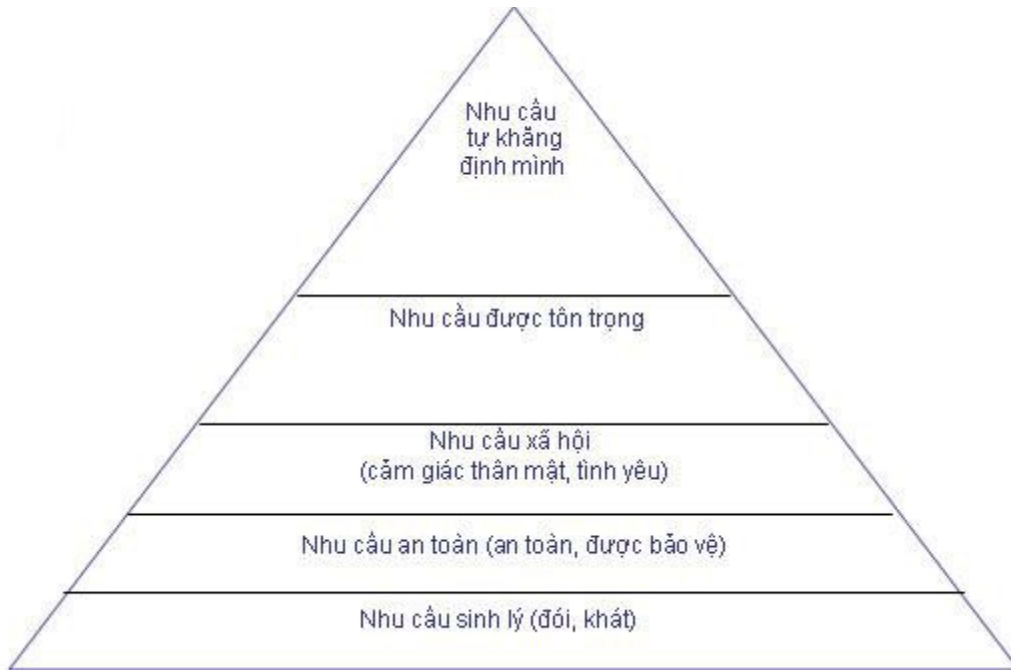 Nhu cầu
tự khẳng
định mình
Nhu cầu được tôn trọng
Nhu cầu xã hội
(cảm giác thân mật, tình yêu)
Nhu cầu an toàn (an toàn, được bảo vệ)
Nhu cầu sinh lý (đói, khát)